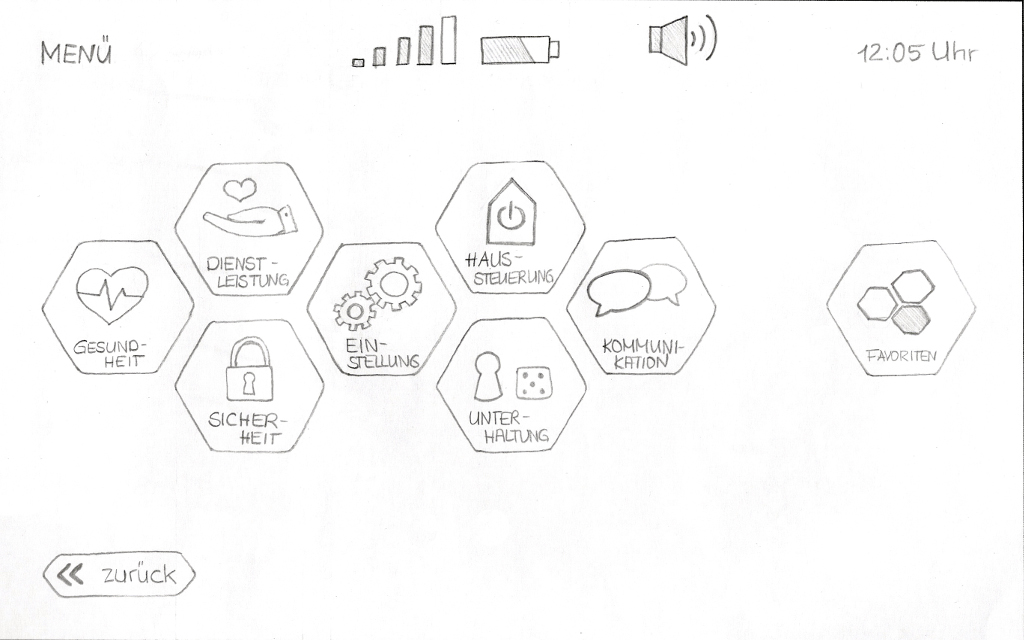 MENÜ
12:05 Uhr
DIENST-
LEISTUNG
HAUS-
STEUERUNG
GESUND-
HEIT
EIN-
STELLUNG
KOMMUNI-
KATION
FAVORITEN
SICHER-
HEIT
UNTER-
HALTUNG
« zurück